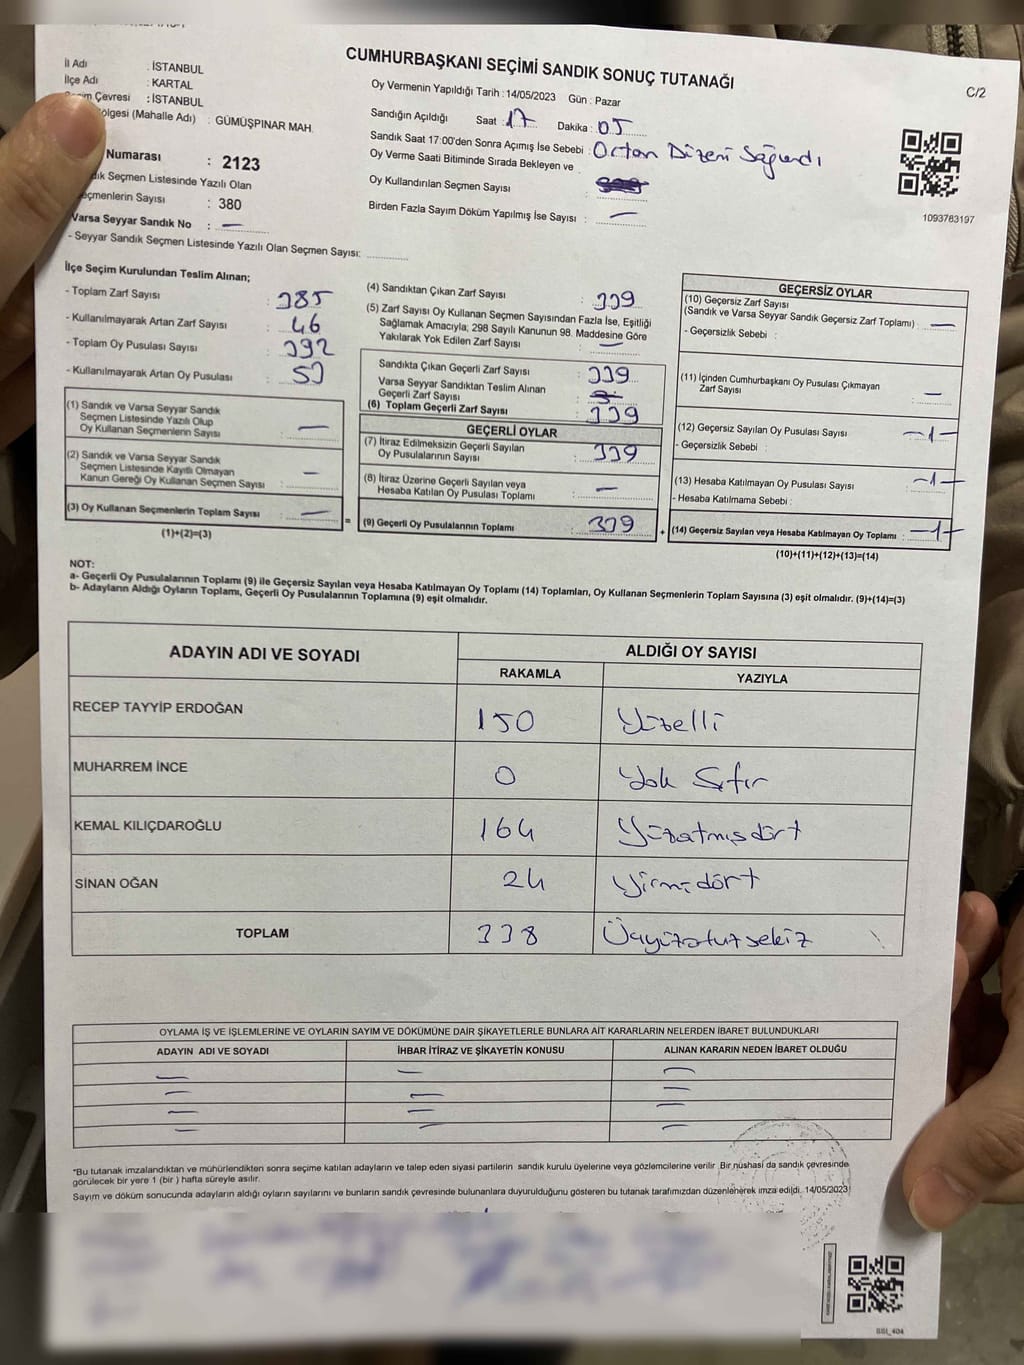 CUMHURBAŞKANI SEÇİMİ SANDIK SONUÇ TUTANAĞI
C/2
İl Adı : İSTANBUL
İlçe Adı : KARTAL
Çevresi : İSTANBUL
(Mahalle Adı) : GÜMÜŞPINAR MAH.
Numarası : 2123
Seçmen Listesinde Yazılı Olan
Sayısı : 380
Varsa Seyyar Sandık No : —
- Seyyar Sandık Seçmen Listesinde Yazılı Olan Seçmen Sayısı:
Oy Vermenin Yapıldığı Tarih : 14/05/2023 Gün : Pazar
Sandığın Açıldığı Saat : 17 Dakika : 05
Sandık Saat 17:00'den Sonra Açımış İse Sebebi :
Oy Verme Saati Bitiminde Sırada Bekleyen ve
Oy Kullandırılan Seçmen Sayısı :
Birden Fazla Sayım Döküm Yapılmış İse Sayısı : —
1093763197
İlçe Seçim Kurulundan Teslim Alınan;
- Toplam Zarf Sayısı : 385
- Kullanılmayarak Artan Zarf Sayısı : 46
- Toplam Oy Pusulası Sayısı : 392
- Kullanılmayarak Artan Oy Pusulası : 53
(1) Sandık ve Varsa Seyyar Sandık
Seçmen Listesinde Yazılı Olup
Oy Kullanan Seçmenlerin Sayısı : —
(2) Sandık ve Varsa Seyyar Sandık
Seçmen Listesinde Kayıtlı Olmayan
Kanun Gereği Oy Kullanan Seçmen Sayısı : —
(3) Oy Kullanan Seçmenlerin Toplam Sayısı : — =
(1)+(2)=(3)
(4) Sandıktan Çıkan Zarf Sayısı : 339
(5) Zarf Sayısı Oy Kullanan Seçmen Sayısından Fazla İse, Eşitliği
Sağlamak Amacıyla; 298 Sayılı Kanunun 98. Maddesine Göre
Yakılarak Yok Edilen Zarf Sayısı : —
Sandıkta Çıkan Geçerli Zarf Sayısı : 339
Varsa Seyyar Sandıktan Teslim Alınan
Geçerli Zarf Sayısı :
(6) Toplam Geçerli Zarf Sayısı : 339
GEÇERLİ OYLAR
(7) İtiraz Edilmeksizin Geçerli Sayılan
Oy Pusulalarının Sayısı : 339
(8) İtiraz Üzerine Geçerli Sayılan veya
Hesaba Katılan Oy Pusulası Toplamı : —
(9) Geçerli Oy Pusulalarının Toplamı : 339 +
GEÇERSİZ OYLAR
(10) Geçersiz Zarf Sayısı
(Sandık ve Varsa Seyyar Sandık Geçersiz Zarf Toplamı) : —
- Geçersizlik Sebebi :
(11) İçinden Cumhurbaşkanı Oy Pusulası Çıkmayan
Zarf Sayısı : —
(12) Geçersiz Sayılan Oy Pusulası Sayısı : -1-
- Geçersizlik Sebebi :
(13) Hesaba Katılmayan Oy Pusulası Sayısı : -1-
- Hesaba Katılmama Sebebi :
(14) Geçersiz Sayılan veya Hesaba Katılmayan Oy Toplamı : -1-
(10)+(11)+(12)+(13)=(14)
NOT:
a- Geçerli Oy Pusulalarının Toplamı (9) ile Geçersiz Sayılan veya Hesaba Katılmayan Oy Toplamı (14) Toplamları, Oy Kullanan Seçmenlerin Toplam Sayısına (3) eşit olmalıdır. (9)+(14)=(3)
b- Adayların Aldığı Oyların Toplamı, Geçerli Oy Pusulalarının Toplamına (9) eşit olmalıdır.
ADAYIN ADI VE SOYADI
ALDIĞI OY SAYISI
RAKAMLA YAZIYLA
RECEP TAYYİP ERDOĞAN 150 Yüzelli
MUHARREM İNCE 0 Yok Sıfır
KEMAL KILIÇDAROĞLU 164 Yüzatmışdört
SİNAN OĞAN 24 Yirmidört
TOPLAM 338 Üçyüzotuzsekiz
OYLAMA İŞ VE İŞLEMLERİNE VE OYLARIN SAYIM VE DÖKÜMÜNE DAİR ŞİKAYETLERLE BUNLARA AİT KARARLARIN NELERDEN İBARET BULUNDUKLARI
ADAYIN ADI VE SOYADI İHBAR İTİRAZ VE ŞİKAYETİN KONUSU ALINAN KARARIN NEDEN İBARET OLDUĞU
— — —
— — —
— — —
— — —
*Bu tutanak imzalandıktan ve mühürlendikten sonra seçime katılan adayların ve talep eden siyasi partilerin sandık kurulu üyelerine veya gözlemcilerine verilir. Bir nüshası da sandık çevresinde
görülecek bir yere 1 (bir ) hafta süreyle asılır.
Sayım ve döküm sonucunda adayların aldığı oyların sayılarını ve bunların sandık çevresinde bulunanlara duyurulduğunu gösteren bu tutanak tarafımızdan düzenlenerek imza edildi. 14/05/2023